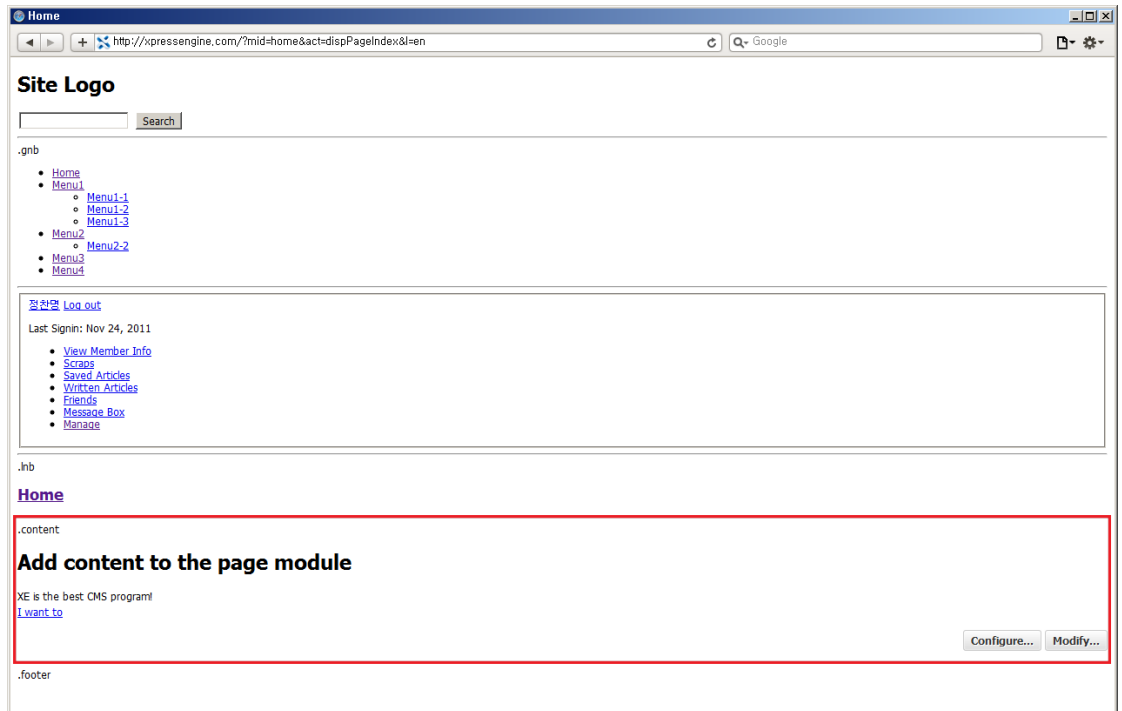 Home
http://xpressengine.com/?mid=home&act=dispPageIndex&l=en
Google
Site Logo
Search
.gnb
Home
Menu1
Menu1-1
Menu1-2
Menu1-3
Menu2
Menu2-2
Menu3
Menu4
정찬명 Log out
Last Signin: Nov 24, 2011
View Member Info
Scraps
Saved Articles
Written Articles
Friends
Message Box
Manage
.lnb
Home
.content
Add content to the page module
XE is the best CMS program!
I want to
Configure... Modify...
.footer